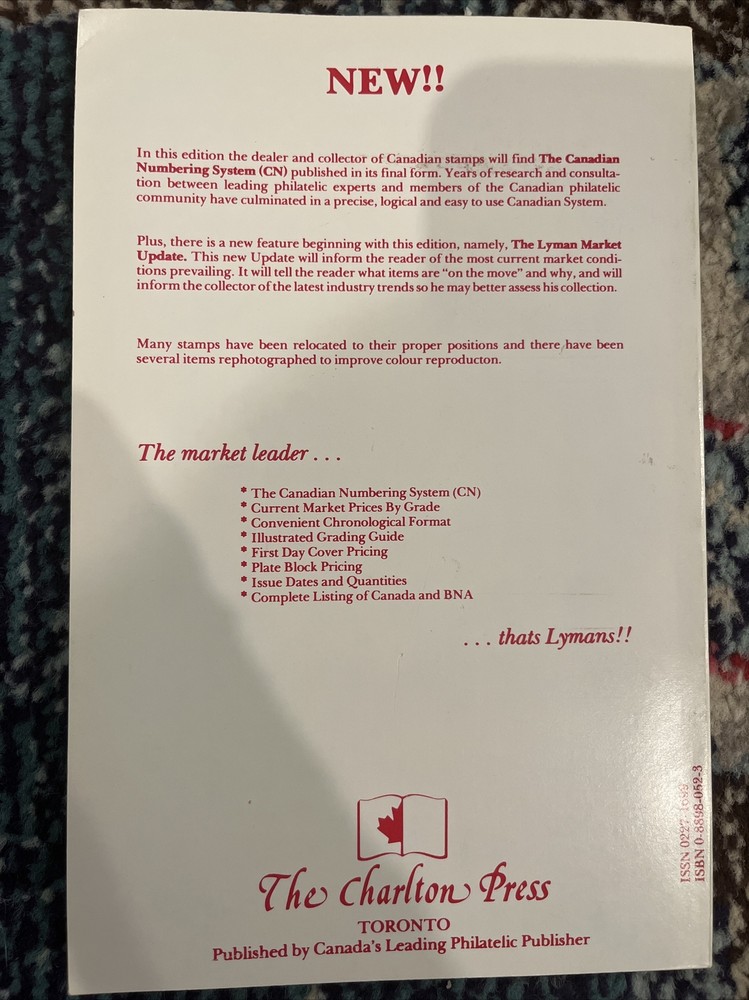 NEW!!
In this edition the dealer and collector of Canadian stamps will find The Canadian
Numbering System (CN) published in its final form. Years of research and consulta-
tion between leading philatelic experts and members of the Canadian philatelic
community have culminated in a precise, logical and easy to use Canadian System.
Plus, there is a new feature beginning with this edition, namely, The Lyman Market
Update. This new Update will inform the reader of the most current market condi-
tions prevailing. It will tell the reader what items are "on the move" and why, and will
inform the collector of the latest industry trends so he may better assess his collection.
Many stamps have been relocated to their proper positions and there have been
several items rephotographed to improve colour reproducton.
The market leader . . .
* The Canadian Numbering System (CN)
* Current Market Prices By Grade
* Convenient Chronological Format
* Illustrated Grading Guide
* First Day Cover Pricing
* Plate Block Pricing
* Issue Dates and Quantities
* Complete Listing of Canada and BNA
. . . thats Lymans!!
The Charlton Press
TORONTO
Published by Canada's Leading Philatelic Publisher
ISSN 0227
ISBN 0-8898-052-3